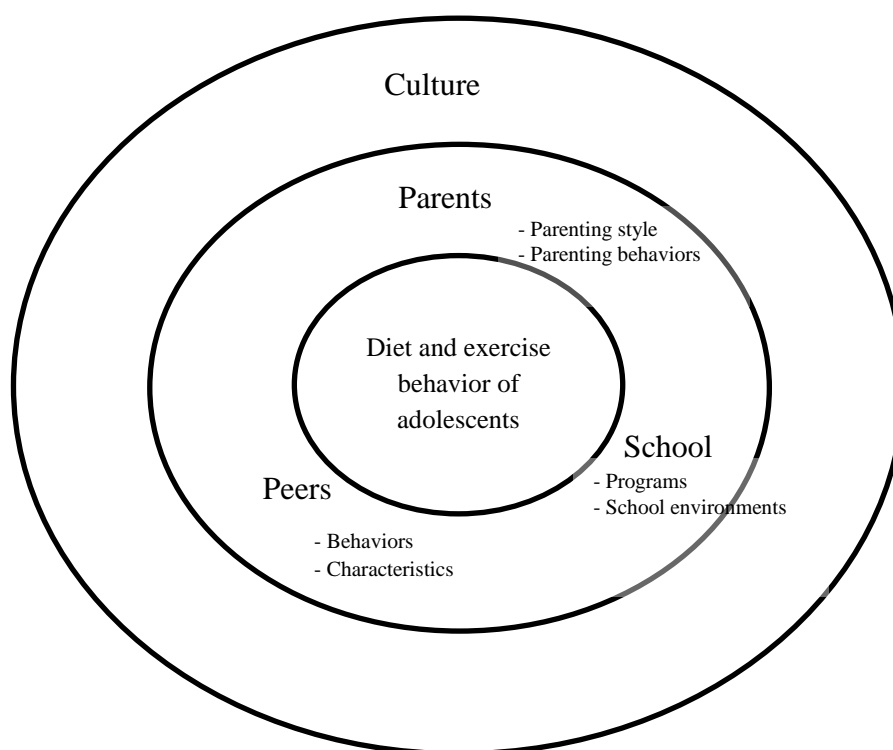 Culture
Parents
- Parenting style
- Parenting behaviors
Diet and exercise
behavior of
adolescents
School
- Programs
- School environments
Peers
- Behaviors
- Characteristics